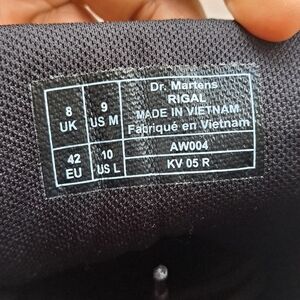 8
UK
9
US M
42
EU
10
US L
Dr. Martens
RIGAL
MADE IN VIETNAM
Fabriqué en Vietnam
AW004
KV 05 R